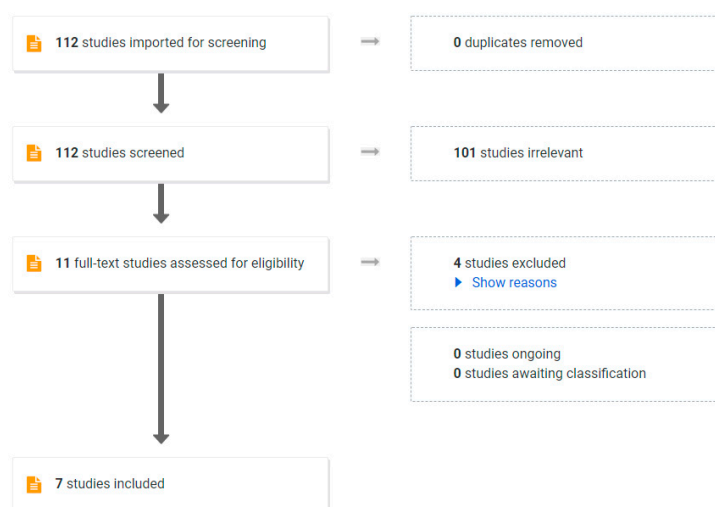 112 studies imported for screening
0 duplicates removed
112 studies screened
101 studies irrelevant
11 full-text studies assessed for eligibility
4 studies excluded
Show reasons
0 studies ongoing
0 studies awaiting classification
7 studies included